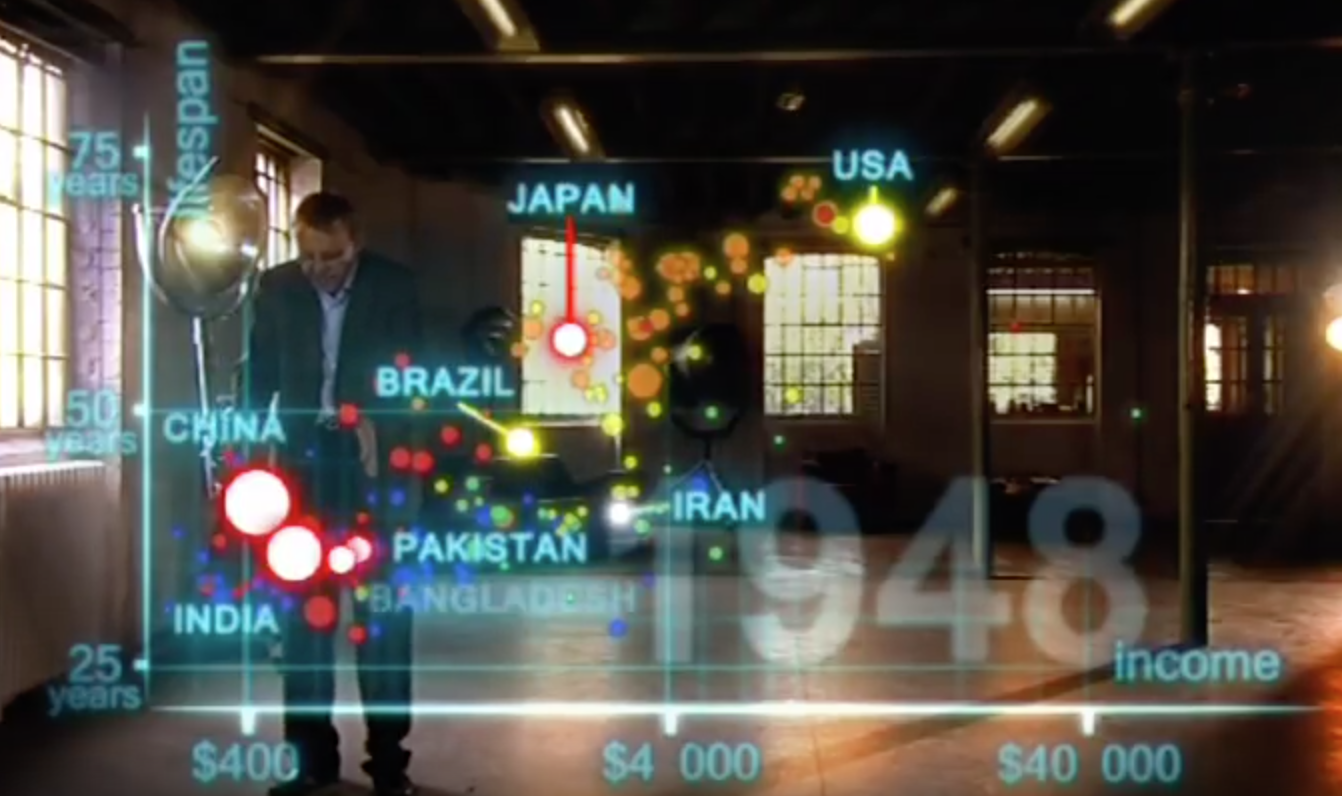 lifespan
75
years
USA
JAPAN
BRAZIL
50
years
CHINA
IRAN
1948
PAKISTAN
BANGLADESH
INDIA
25
years
income
$400
$4 000
$40 000